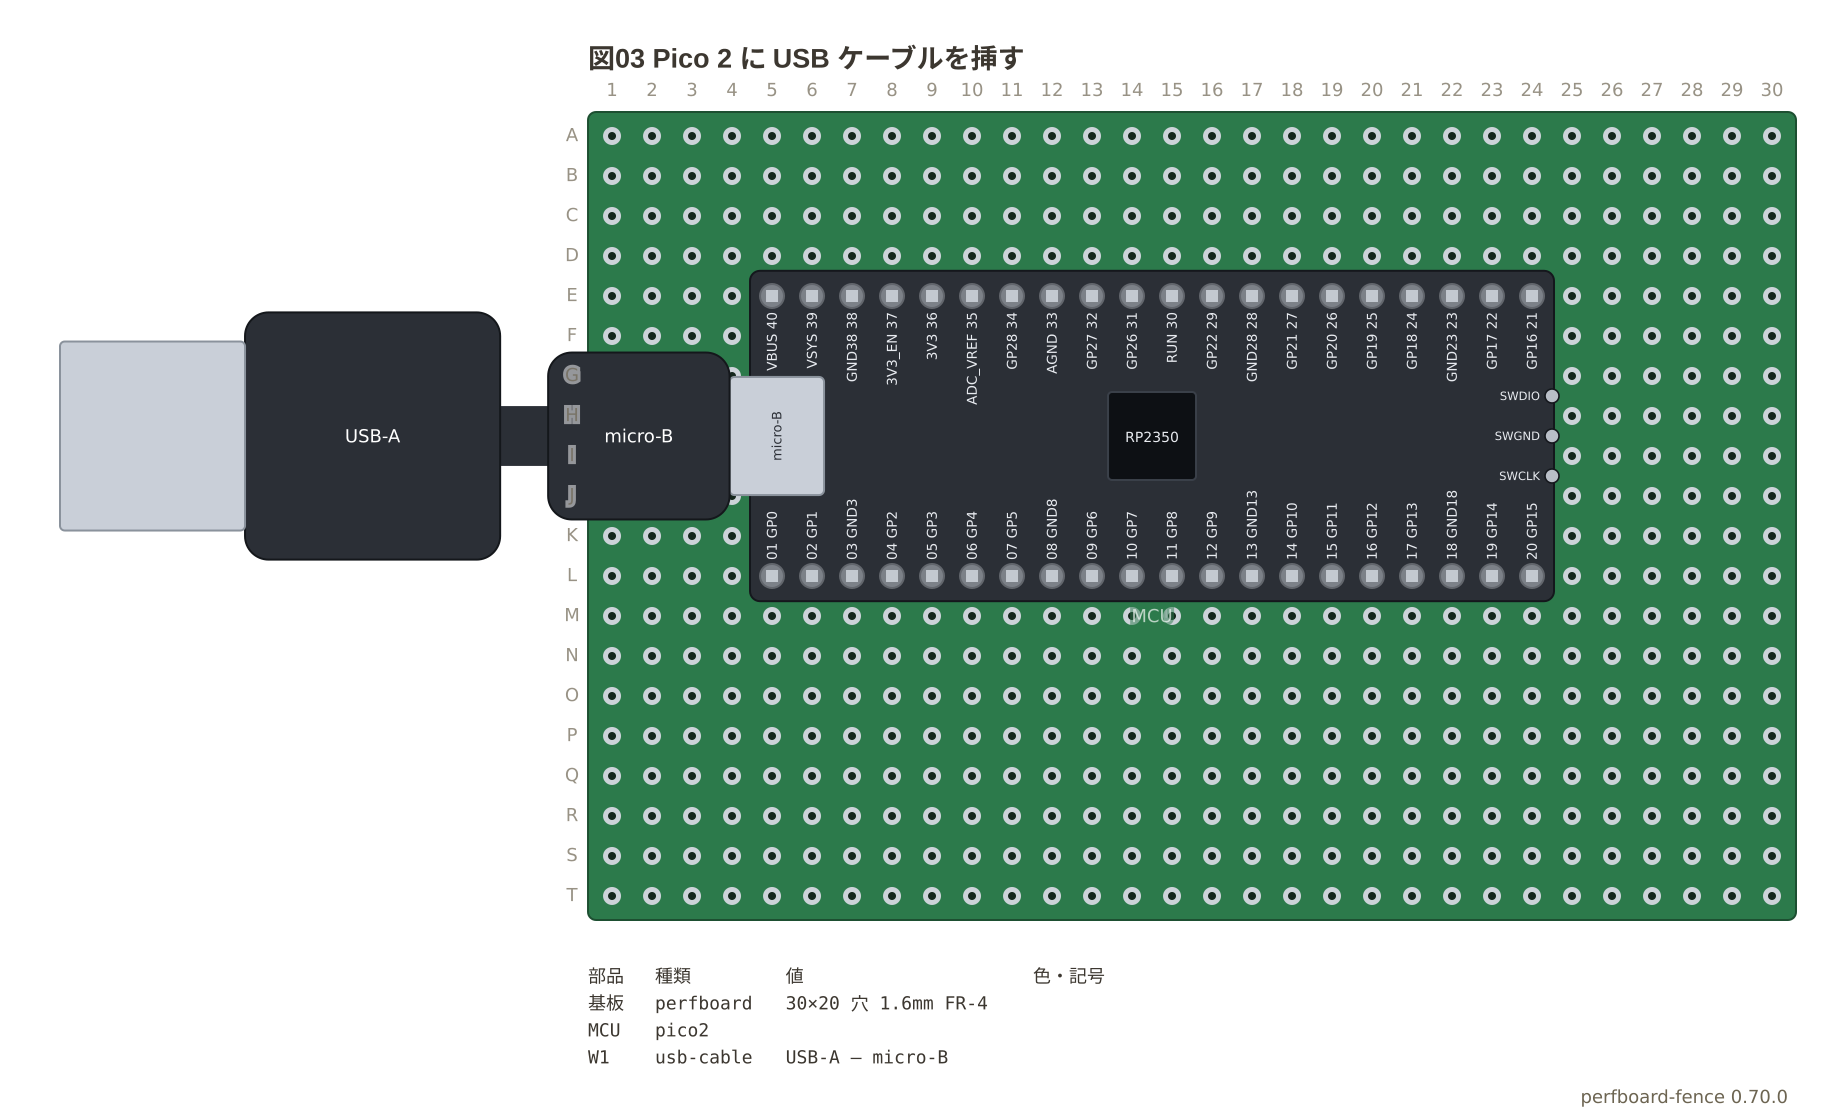 図03 Pico 2 に USB ケーブルを挿す
1 2 3 4 5 6 7 8 9 10 11 12 13 14 15 16 17 18 19 20 21 22 23 24 25 26 27 28 29 30
A
B
C
D
E
F
G
H
I
J
K
L
M
N
O
P
Q
R
S
T
VBUS 40
VSYS 39
GND38 38
3V3_EN 37
3V3 36
ADC_VREF 35
GP28 34
AGND 33
GP27 32
GP26 31
RUN 30
GP22 29
GND28 28
GP21 27
GP20 26
GP19 25
GP18 24
GND23 23
GP17 22
GP16 21
USB-A
micro-B
micro-B
RP2350
SWDIO
SWGND
SWCLK
01 GP0
02 GP1
03 GND3
04 GP2
05 GP3
06 GP4
07 GP5
08 GND8
09 GP6
10 GP7
11 GP8
12 GP9
13 GND13
14 GP10
15 GP11
16 GP12
17 GP13
18 GND18
19 GP14
20 GP15
MCU
部品 種類 値 色・記号
基板 perfboard 30×20 穴 1.6mm FR-4
MCU pico2
W1 usb-cable USB-A — micro-B
perfboard-fence 0.70.0